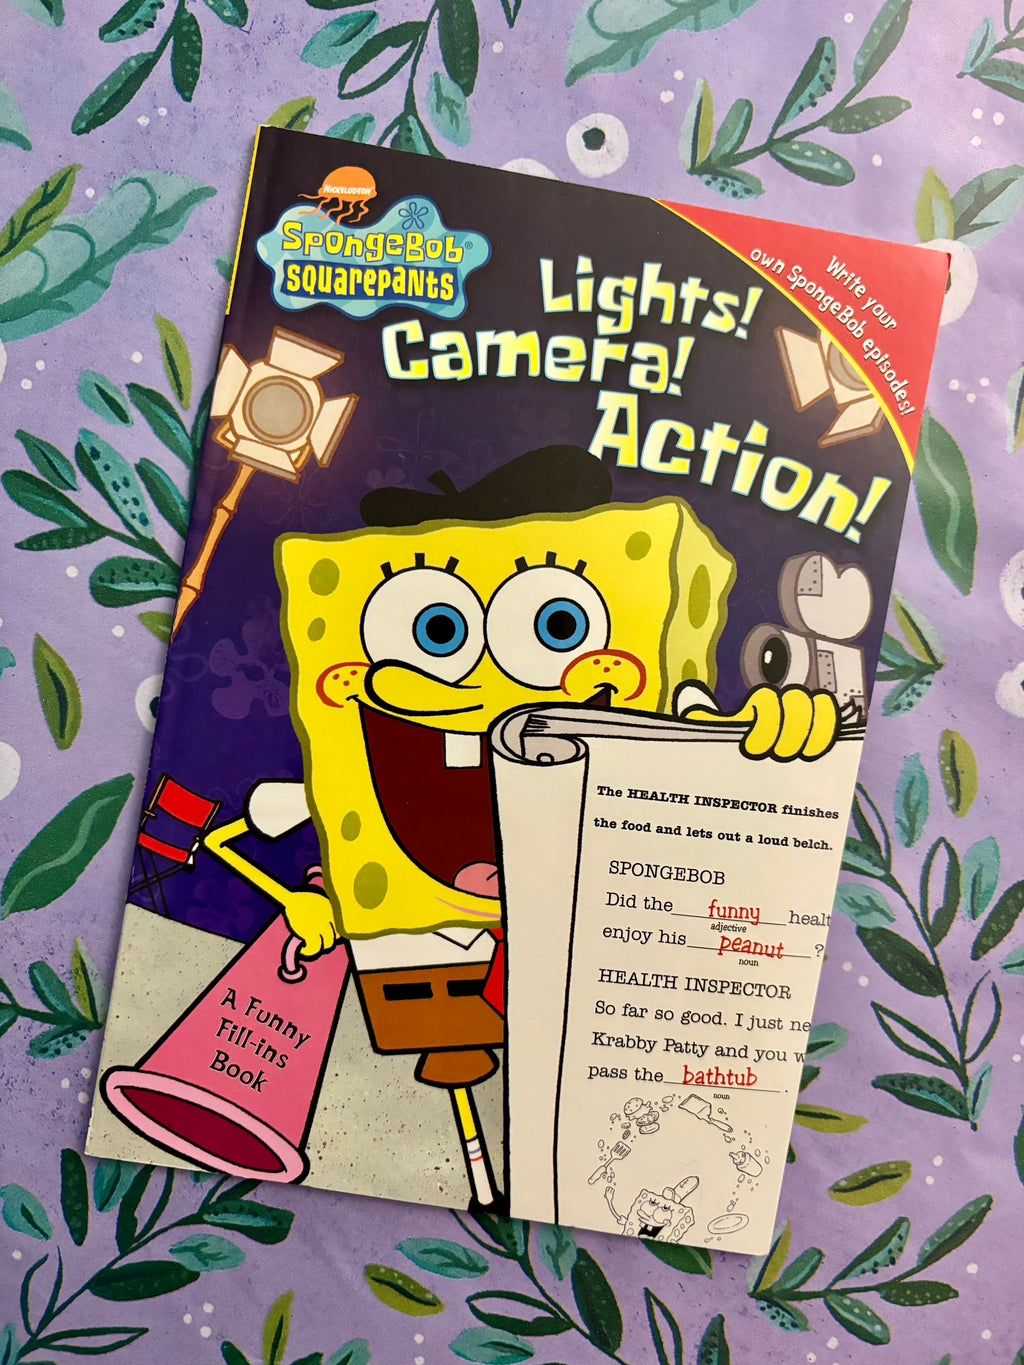 NICKELODEON
SpongeBob®
SQUAREPANTS
Lights!
Camera!
Action!
Write your
own SpongeBob episodes!
The HEALTH INSPECTOR finishes
the food and lets out a loud belch.
SPONGEBOB
Did the funny healt
adjective
enjoy his peanut ?
noun
HEALTH INSPECTOR
So far so good. I just ne
Krabby Patty and you w
pass the bathtub .
noun
A Funny
Fill-ins
Book